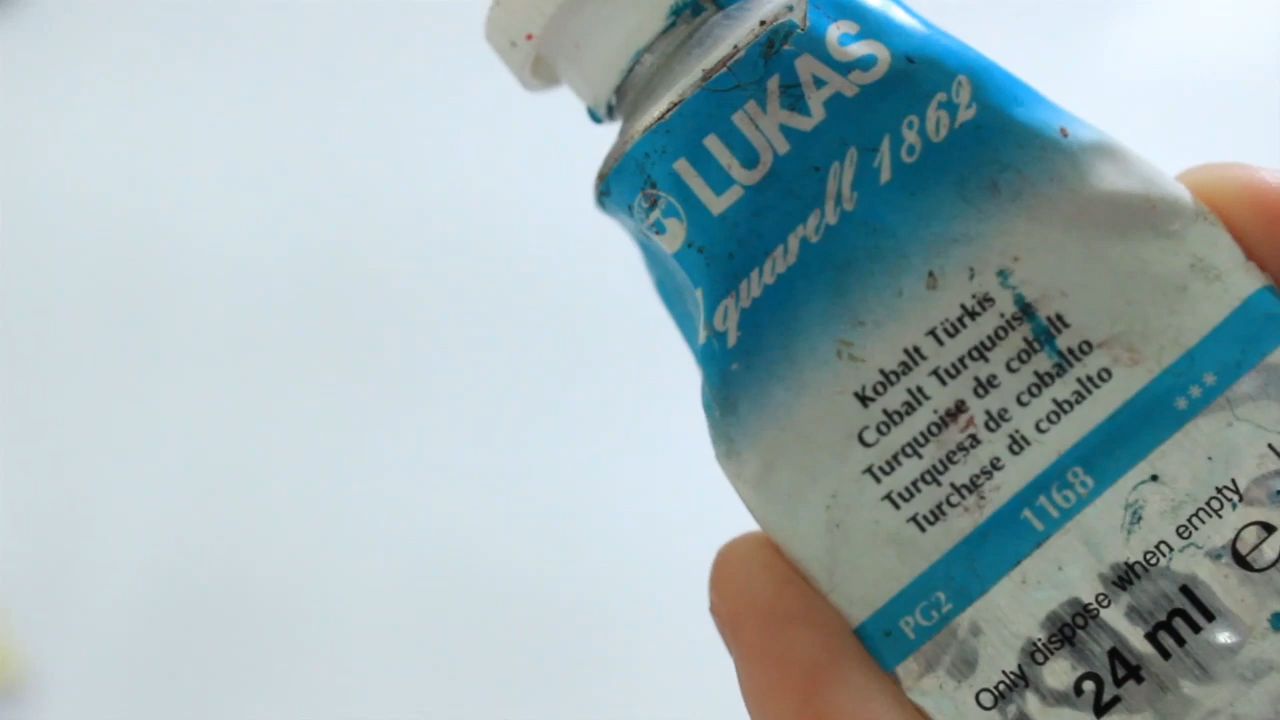 LUKAS
quarell 1862
Kobalt Türkis
Cobalt Turquoise
Turquoise de cobalt
Turquesa de cobalto
Turchese di cobalto
***
PG2 1168
Only dispose when empty
24 ml e